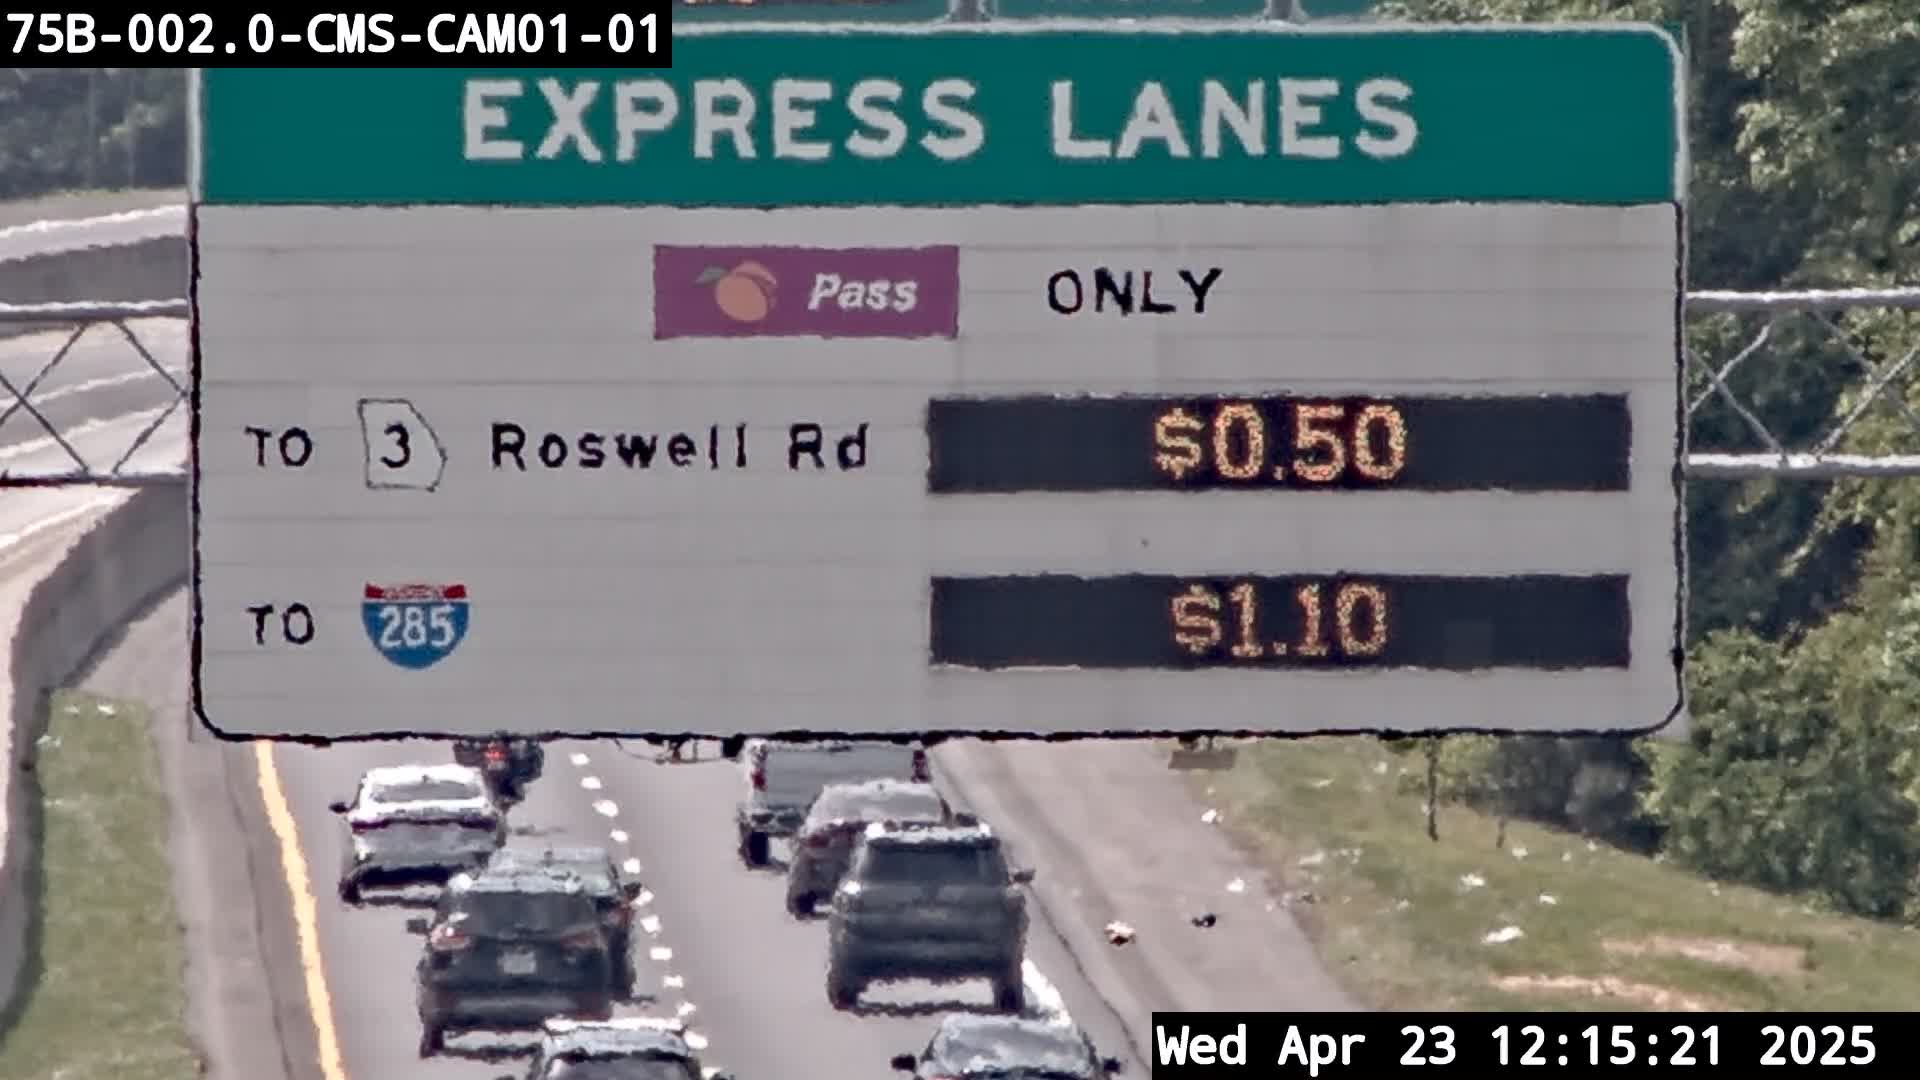 75B-002.0-CMS-CAM01-01
EXPRESS LANES
Pass ONLY
TO 3 Roswell Rd $0.50
TO 285 $1.10
Wed Apr 23 12:15:21 2025